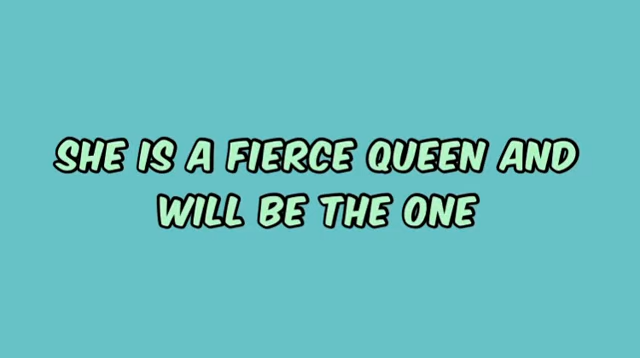 SHE IS A FIERCE QUEEN AND
WILL BE THE ONE